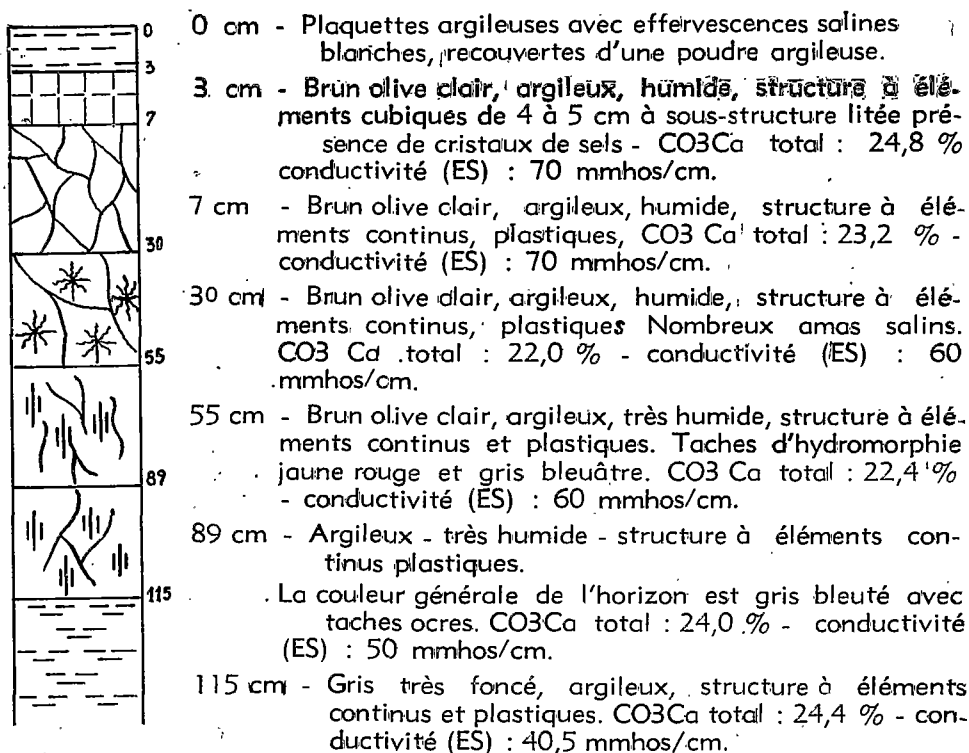 0
3
7
30
55
89
115
0 cm - Plaquettes argileuses avec effervescences salines
blanches, recouvertes d'une poudre argileuse.
3 cm - Brun olive clair, argileux, humide, structure à élé-
ments cubiques de 4 à 5 cm à sous-structure litée pré-
sence de cristaux de sels - CO3Ca total : 24,8 %
conductivité (ES) : 70 mmhos/cm.
7 cm - Brun olive clair, argileux, humide, structure à élé-
ments continus, plastiques, CO3 Ca total : 23,2 % -
conductivité (ES) : 70 mmhos/cm.
30 cm - Brun olive clair, argileux, humide, structure à élé-
ments continus, plastiques Nombreux amas salins.
CO3 Ca total : 22,0 % - conductivité (ES) : 60
mmhos/cm.
55 cm - Brun olive clair, argileux, très humide, structure à élé-
ments continus et plastiques. Taches d'hydromorphie
jaune rouge et gris bleuâtre. CO3 Ca total : 22,4 %
- conductivité (ES) : 60 mmhos/cm.
89 cm - Argileux - très humide - structure à éléments con-
tinus plastiques.
La couleur générale de l'horizon est gris bleuté avec
taches ocres. CO3Ca total : 24,0 % - conductivité
(ES) : 50 mmhos/cm.
115 cm - Gris très foncé, argileux, structure à éléments
continus et plastiques. CO3Ca total : 24,4 % - con-
ductivité (ES) : 40,5 mmhos/cm.